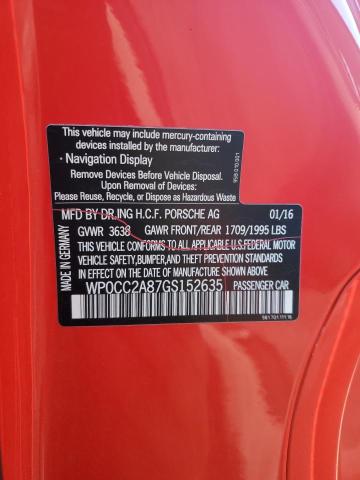 This vehicle may include mercury-containing
devices installed by the manufacturer:
• Navigation Display
Remove Devices Before Vehicle Disposal.
Upon Removal of Devices:
Please Reuse, Recycle, or Dispose as Hazardous Waste
MADE IN GERMANY
MFD BY DR.ING H.C.F. PORSCHE AG 01/16
GVWR 3638 GAWR FRONT/REAR 1709/1995 LBS
THIS VEHICLE CONFORMS TO ALL APPLICABLE U.S.FEDERAL MOTOR
VEHICLE SAFETY,BUMPER,AND THEFT PREVENTION STANDARDS
IN EFFECT ON THE DATE OF MANUFACTURE SHOWN ABOVE.
WP0CC2A87GS152635 PASSENGER CAR